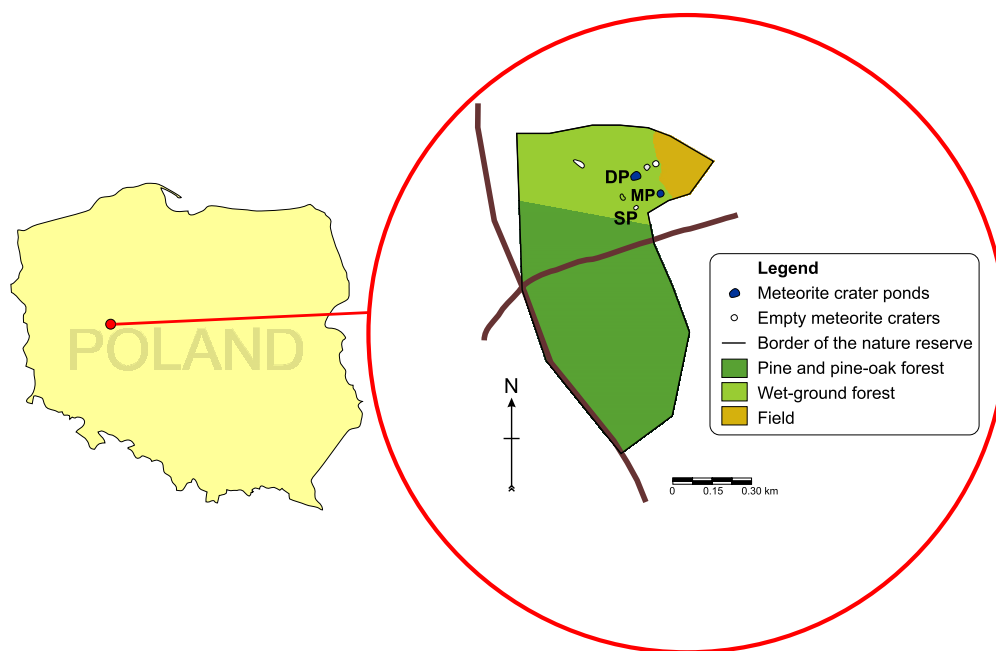 POLAND
DP
MP
SP
N
Legend
Meteorite crater ponds
Empty meteorite craters
Border of the nature reserve
Pine and pine-oak forest
Wet-ground forest
Field
0 0.15 0.30 km